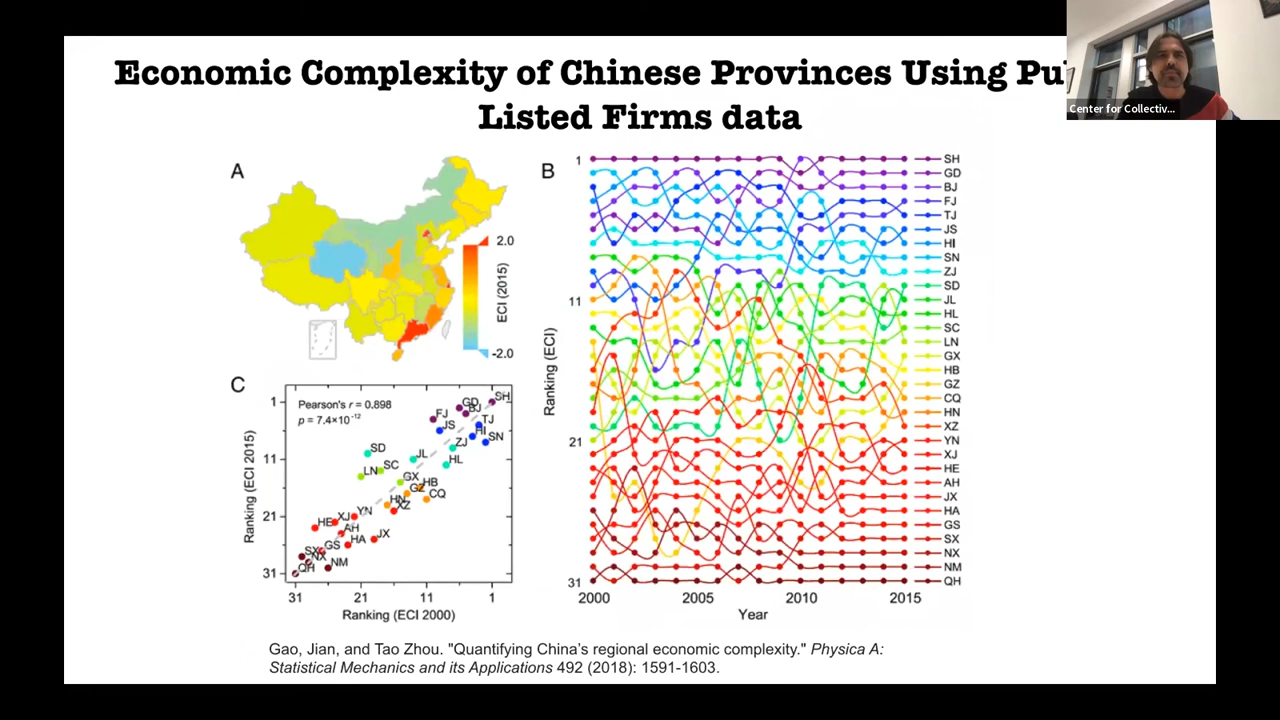 Economic Complexity of Chinese Provinces Using Pu
Listed Firms data
Center for Collectiv...
A
2.0
ECI (2015)
-2.0
B
1
11
21
31
Ranking (ECI)
2000
2005
2010
2015
Year
SH
GD
BJ
FJ
TJ
JS
HI
SN
ZJ
SD
JL
HL
SC
LN
GX
HB
GZ
CQ
HN
XZ
YN
XJ
HE
AH
JX
HA
GS
SX
NX
NM
QH
C
Pearson's r = 0.898
p = 7.4×10⁻¹²
1
11
21
31
Ranking (ECI 2015)
SH
GD
BJ
FJ
TJ
JS
HI
SN
ZJ
SD
JL
HL
SC
LN
GX
HB
GZ
CQ
HN
XZ
YN
XJ
HE
AH
JX
HA
GS
SX
NX
NM
QH
31
21
11
1
Ranking (ECI 2000)
Gao, Jian, and Tao Zhou. "Quantifying China's regional economic complexity." Physica A:
Statistical Mechanics and its Applications 492 (2018): 1591-1603.